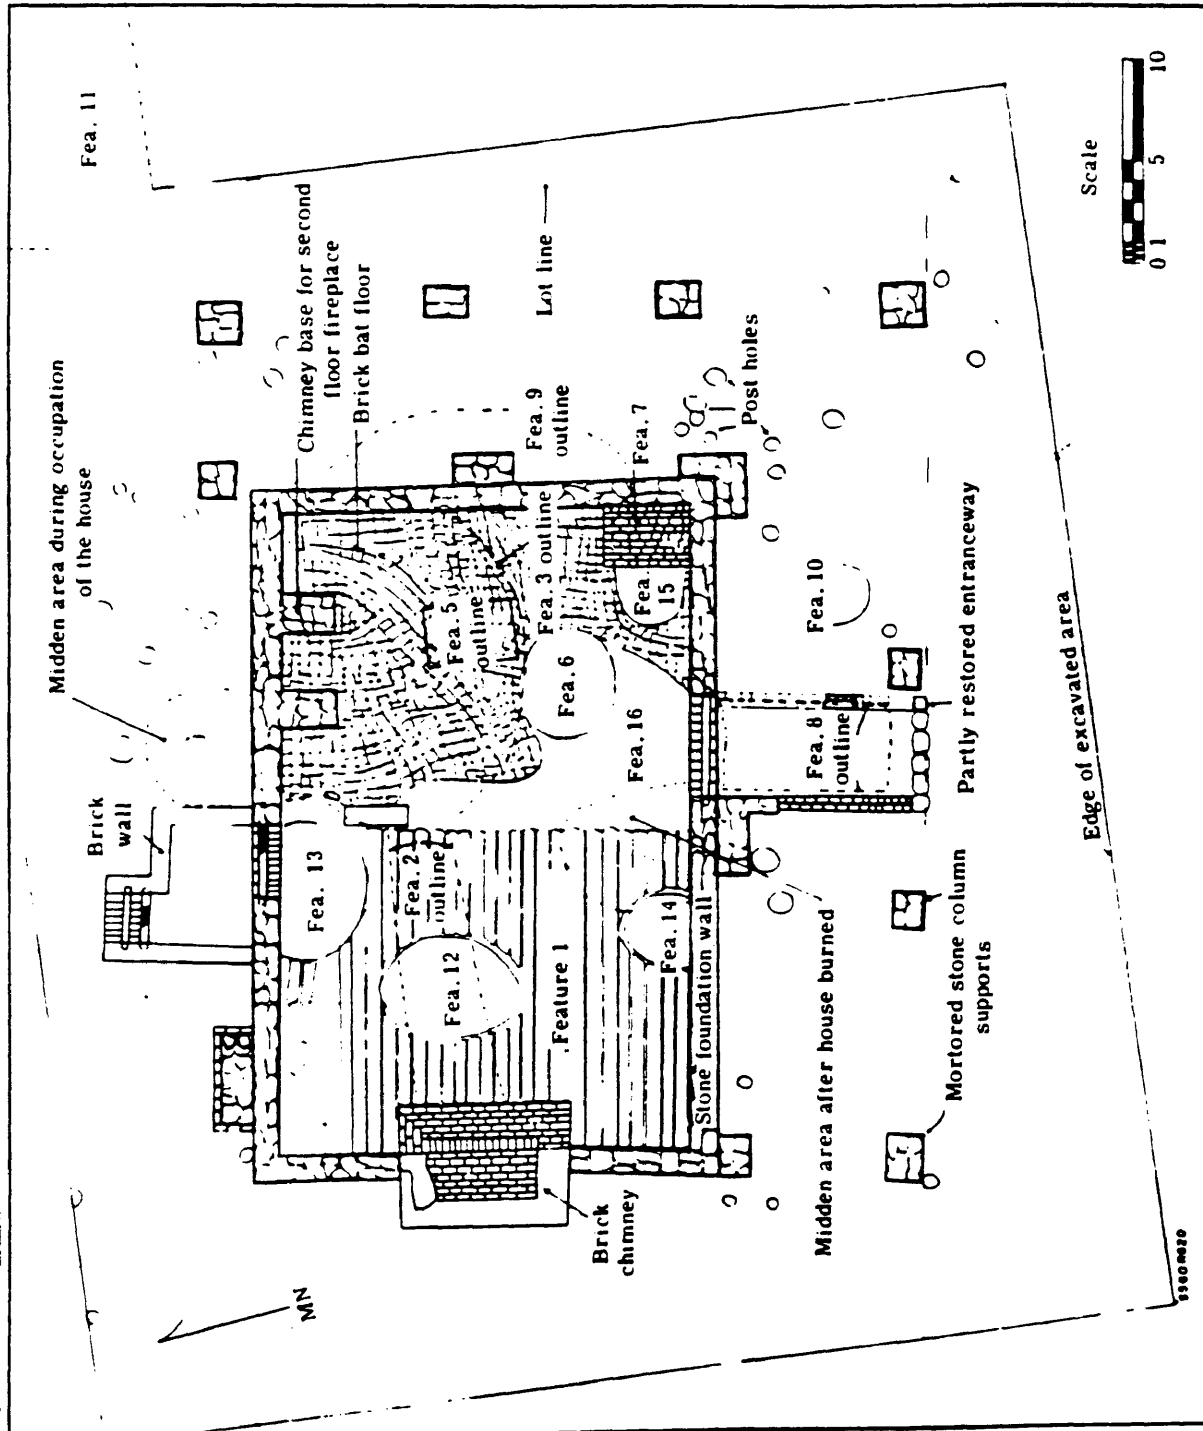 Fea. 11
Midden area during occupation
of the house
Chimney base for second
floor fireplace
Brick bat floor
Lot line
Brick
wall
Fea. 9
outline
Fea. 7
Post holes
Fea. 5
outline
Fea. 3 outline
Fea.
15
Fea. 6
Fea. 16
Fea. 10
Fea. 13
Fea. 2
outline
Fea. 12
Feature 1
Fea. 14
Fea. 8
outline
Partly restored entranceway
Edge of excavated area
Stone foundation wall
Midden area after house burned
Mortored stone column
supports
Brick
chimney
MN
Scale
0 1 5 10